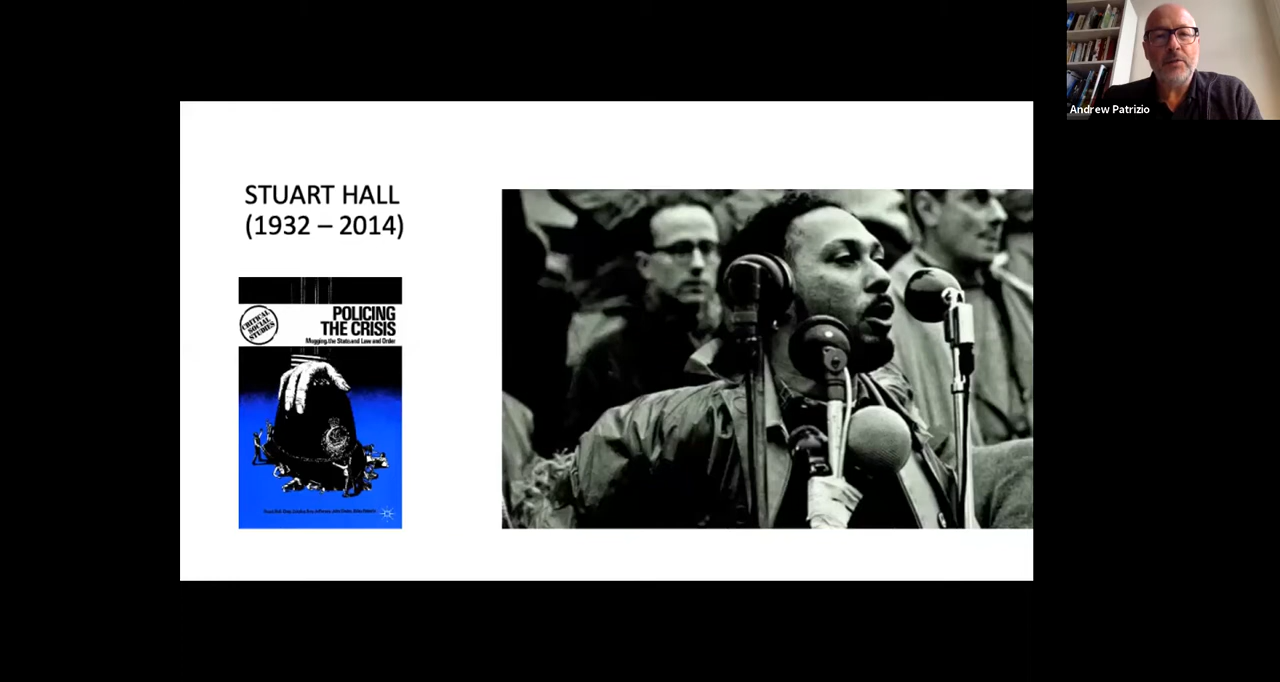 Andrew Patrizio
STUART HALL
(1932 – 2014)
CRITICAL
SOCIAL
STUDIES
POLICING
THE CRISIS
Mugging, the State, and Law and Order